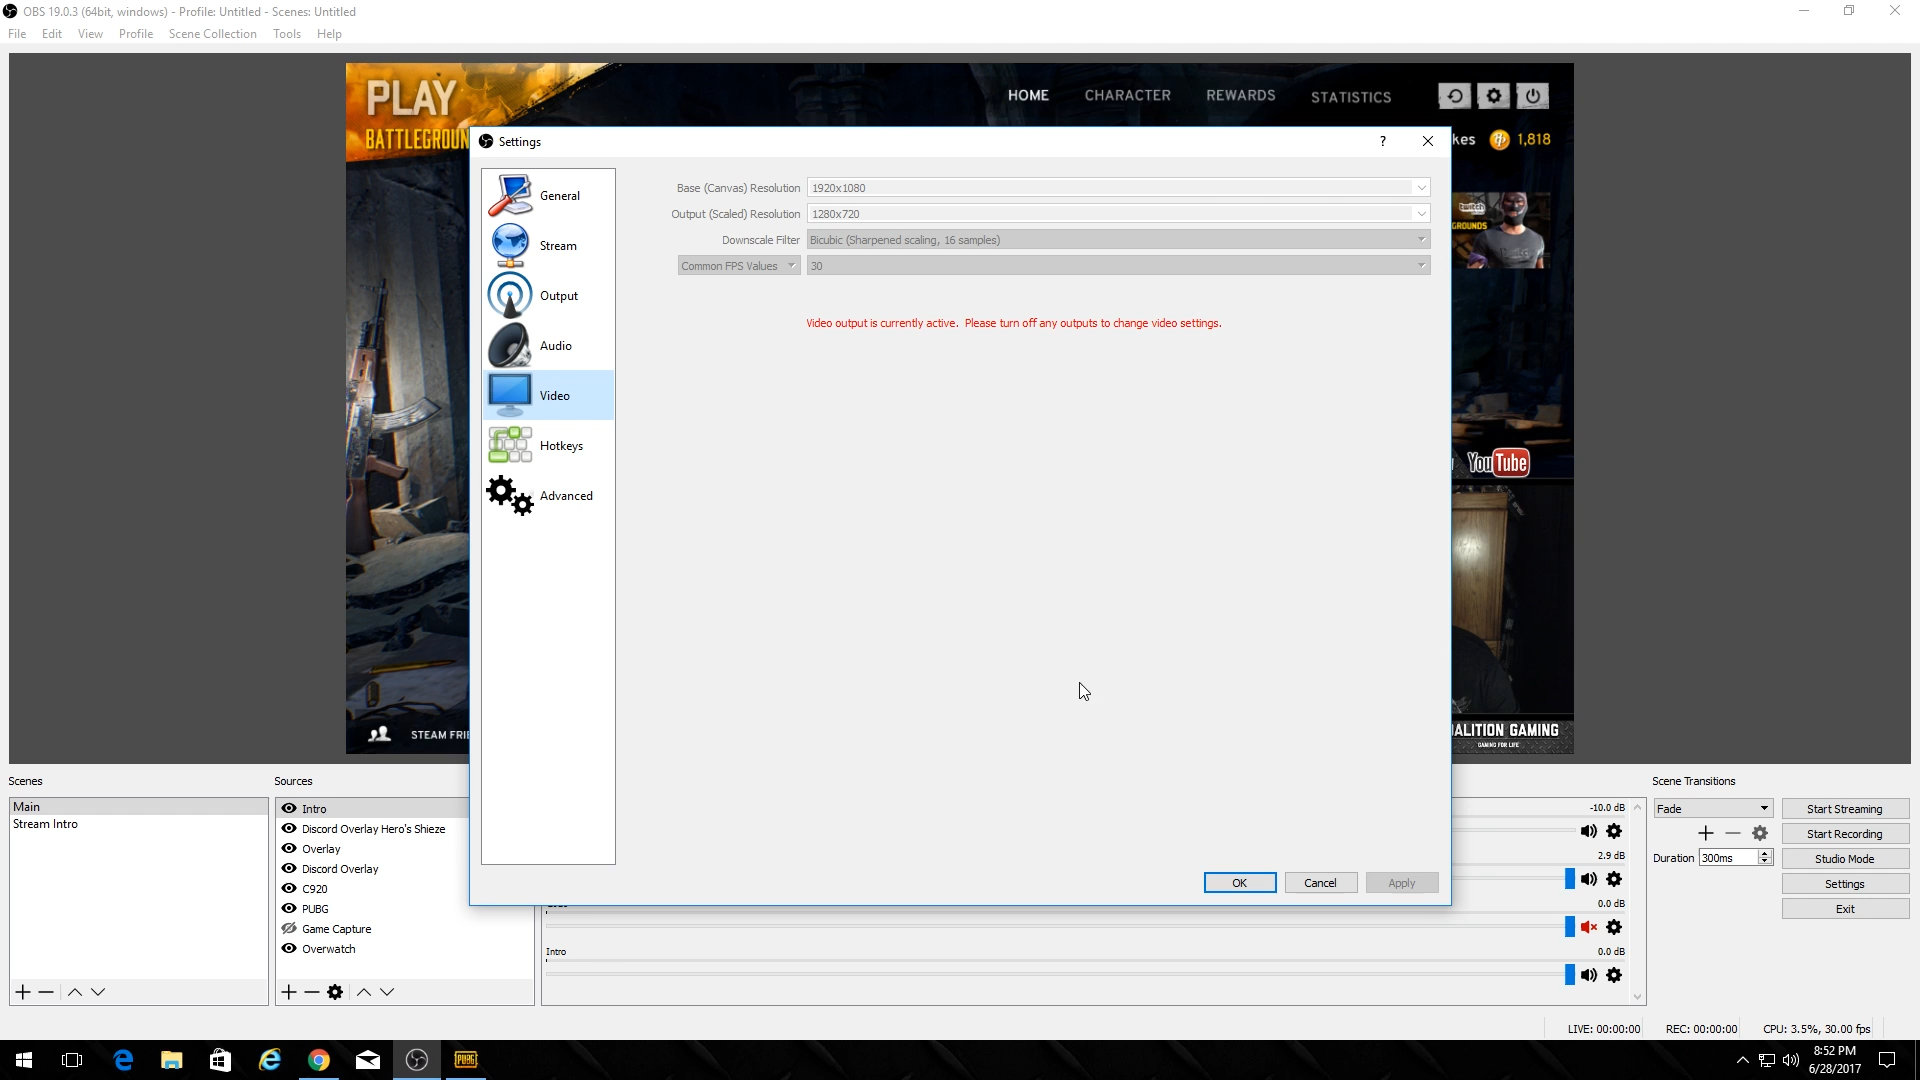 OBS 19.0.3 (64bit, windows) - Profile: Untitled - Scenes: Untitled
File Edit View Profile Scene Collection Tools Help
PLAY
HOME CHARACTER REWARDS STATISTICS
1,818
Settings
?
General
Stream
Output
Audio
Video
Hotkeys
Advanced
Base (Canvas) Resolution 1920x1080
Output (Scaled) Resolution 1280x720
Downscale Filter Bicubic (Sharpened scaling, 16 samples)
Common FPS Values 30
Video output is currently active. Please turn off any outputs to change video settings.
OK Cancel Apply
twitch
YouTube
STEAM FRIE
ALITION GAMING
GAMING FOR LIFE
Scenes
Main
Stream Intro
Sources
Intro
Discord Overlay Hero's Shieze
Overlay
Discord Overlay
C920
PUBG
Game Capture
Overwatch
-10.0 dB
2.9 dB
0.0 dB
Intro 0.0 dB
Scene Transitions
Fade
Duration 300ms
Start Streaming
Start Recording
Studio Mode
Settings
Exit
LIVE: 00:00:00 REC: 00:00:00 CPU: 3.5%, 30.00 fps
PUBG
8:52 PM
6/28/2017